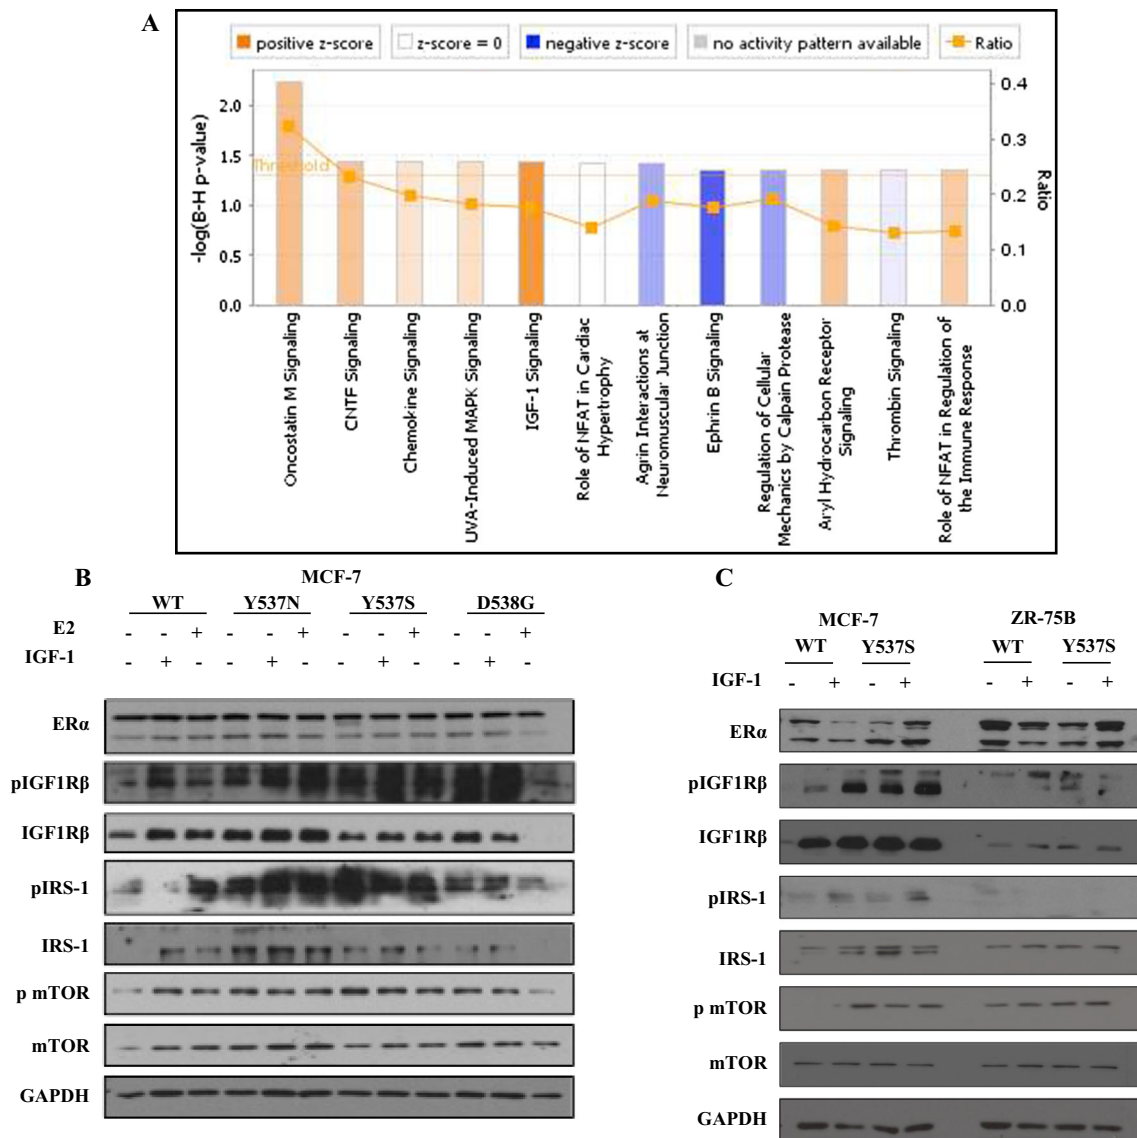 A
positive z-score z-score = 0 negative z-score no activity pattern available Ratio
-log(B-H p-value)
2.0
1.5
1.0
0.5
0.0
Threshold
0.4
0.3
0.2
0.1
0.0
Ratio
Oncostatin M Signaling
CNTF Signaling
Chemokine Signaling
UVA-Induced MAPK Signaling
IGF-1 Signaling
Role of NFAT in Cardiac
Hypertrophy
Agrin Interactions at
Neuromuscular Junction
Ephrin B Signaling
Regulation of Cellular
Mechanics by Calpain Protease
Aryl Hydrocarbon Receptor
Signaling
Thrombin Signaling
Role of NFAT in Regulation of
the Immune Response
B
MCF-7
WT Y537N Y537S D538G
E2 - - + - - + - - + - - +
IGF-1 - + - - + - - + - - + -
ERα
pIGF1Rβ
IGF1Rβ
pIRS-1
IRS-1
p mTOR
mTOR
GAPDH
C
MCF-7 ZR-75B
WT Y537S WT Y537S
IGF-1 - + - + - + - +
ERα
pIGF1Rβ
IGF1Rβ
pIRS-1
IRS-1
p mTOR
mTOR
GAPDH